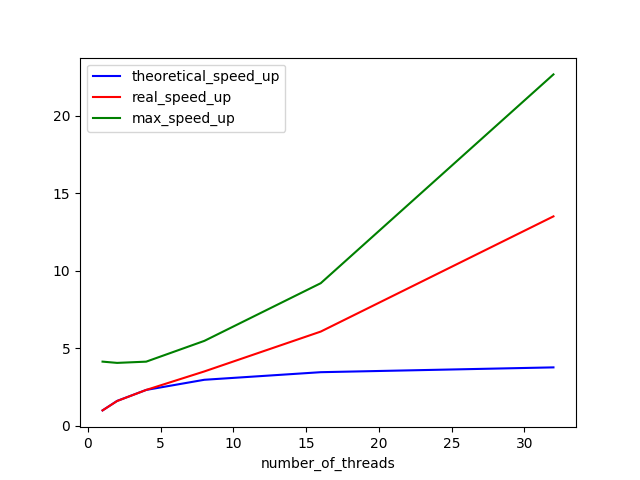 theoretical_speed_up
real_speed_up
max_speed_up
20
15
10
5
0
0 5 10 15 20 25 30
number_of_threads